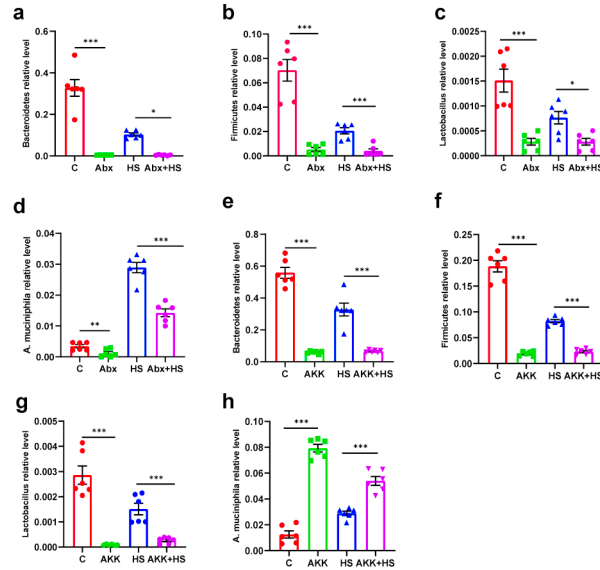 a
Bacteroidetes relative level
0.6
0.4
0.2
0.0
***
*
C Abx HS Abx+HS
b
Firmicutes relative level
0.10
0.08
0.06
0.04
0.02
0.00
***
***
C Abx HS Abx+HS
c
Lactobacillus relative level
0.0025
0.0020
0.0015
0.0010
0.0005
0.0000
***
*
C Abx HS Abx+HS
d
A. muciniphila relative level
0.04
0.03
0.02
0.01
0.00
**
***
C Abx HS Abx+HS
e
Bacteroidetes relative level
0.8
0.6
0.4
0.2
0.0
***
***
C AKK HS AKK+HS
f
Firmicutes relative level
0.25
0.20
0.15
0.10
0.05
0.00
***
***
C AKK HS AKK+HS
g
Lactobacillus relative level
0.005
0.004
0.003
0.002
0.001
0.000
***
***
C AKK HS AKK+HS
h
A. muciniphila relative level
0.10
0.08
0.06
0.04
0.02
0.00
***
***
C AKK HS AKK+HS